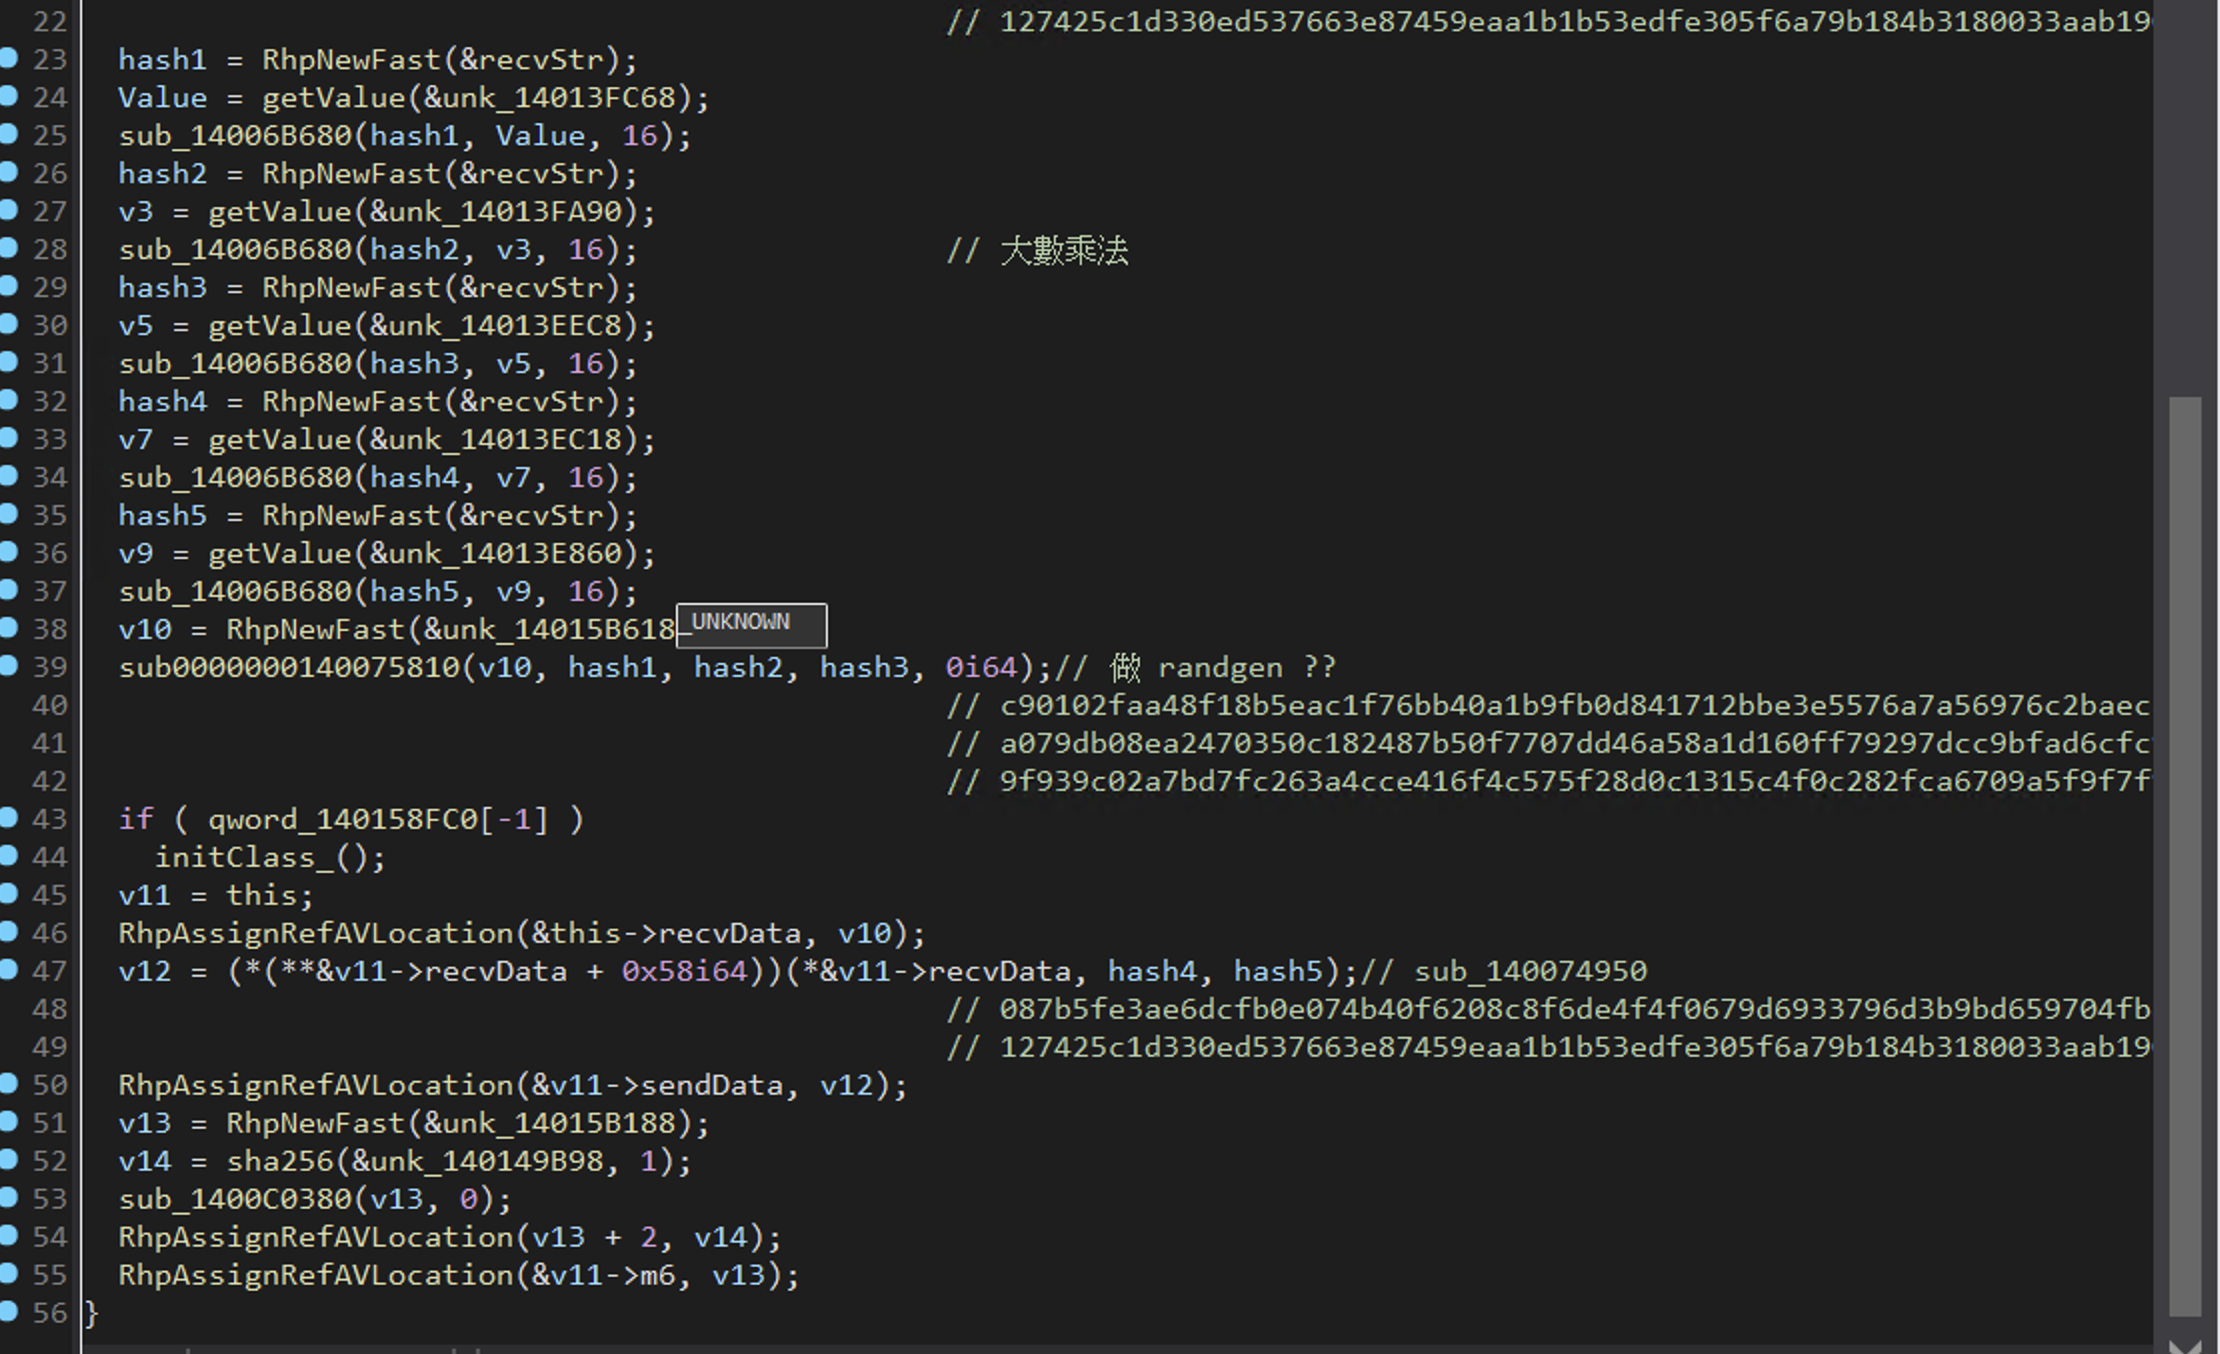 22 // 127425c1d330ed537663e87459eaa1b1b53edfe305f6a79b184b3180033aab19
23 hash1 = RhpNewFast(&recvStr);
24 Value = getValue(&unk_14013FC68);
25 sub_14006B680(hash1, Value, 16);
26 hash2 = RhpNewFast(&recvStr);
27 v3 = getValue(&unk_14013FA90);
28 sub_14006B680(hash2, v3, 16); // 大數乘法
29 hash3 = RhpNewFast(&recvStr);
30 v5 = getValue(&unk_14013EEC8);
31 sub_14006B680(hash3, v5, 16);
32 hash4 = RhpNewFast(&recvStr);
33 v7 = getValue(&unk_14013EC18);
34 sub_14006B680(hash4, v7, 16);
35 hash5 = RhpNewFast(&recvStr);
36 v9 = getValue(&unk_14013E860);
37 sub_14006B680(hash5, v9, 16);
38 v10 = RhpNewFast(&unk_14015B618 _UNKNOWN
39 sub0000000140075810(v10, hash1, hash2, hash3, 0i64);// 做 randgen ??
40 // c90102faa48f18b5eac1f76bb40a1b9fb0d841712bbe3e5576a7a56976c2baec
41 // a079db08ea2470350c182487b50f7707dd46a58a1d160ff79297dcc9bfad6cfc
42 // 9f939c02a7bd7fc263a4cce416f4c575f28d0c1315c4f0c282fca6709a5f9f7f
43 if ( qword_140158FC0[-1] )
44 initClass_();
45 v11 = this;
46 RhpAssignRefAVLocation(&this->recvData, v10);
47 v12 = (*(**&v11->recvData + 0x58i64))(*&v11->recvData, hash4, hash5);// sub_140074950
48 // 087b5fe3ae6dcfb0e074b40f6208c8f6de4f4f0679d6933796d3b9bd659704fb
49 // 127425c1d330ed537663e87459eaa1b1b53edfe305f6a79b184b3180033aab19
50 RhpAssignRefAVLocation(&v11->sendData, v12);
51 v13 = RhpNewFast(&unk_14015B188);
52 v14 = sha256(&unk_140149B98, 1);
53 sub_1400C0380(v13, 0);
54 RhpAssignRefAVLocation(v13 + 2, v14);
55 RhpAssignRefAVLocation(&v11->m6, v13);
56 }